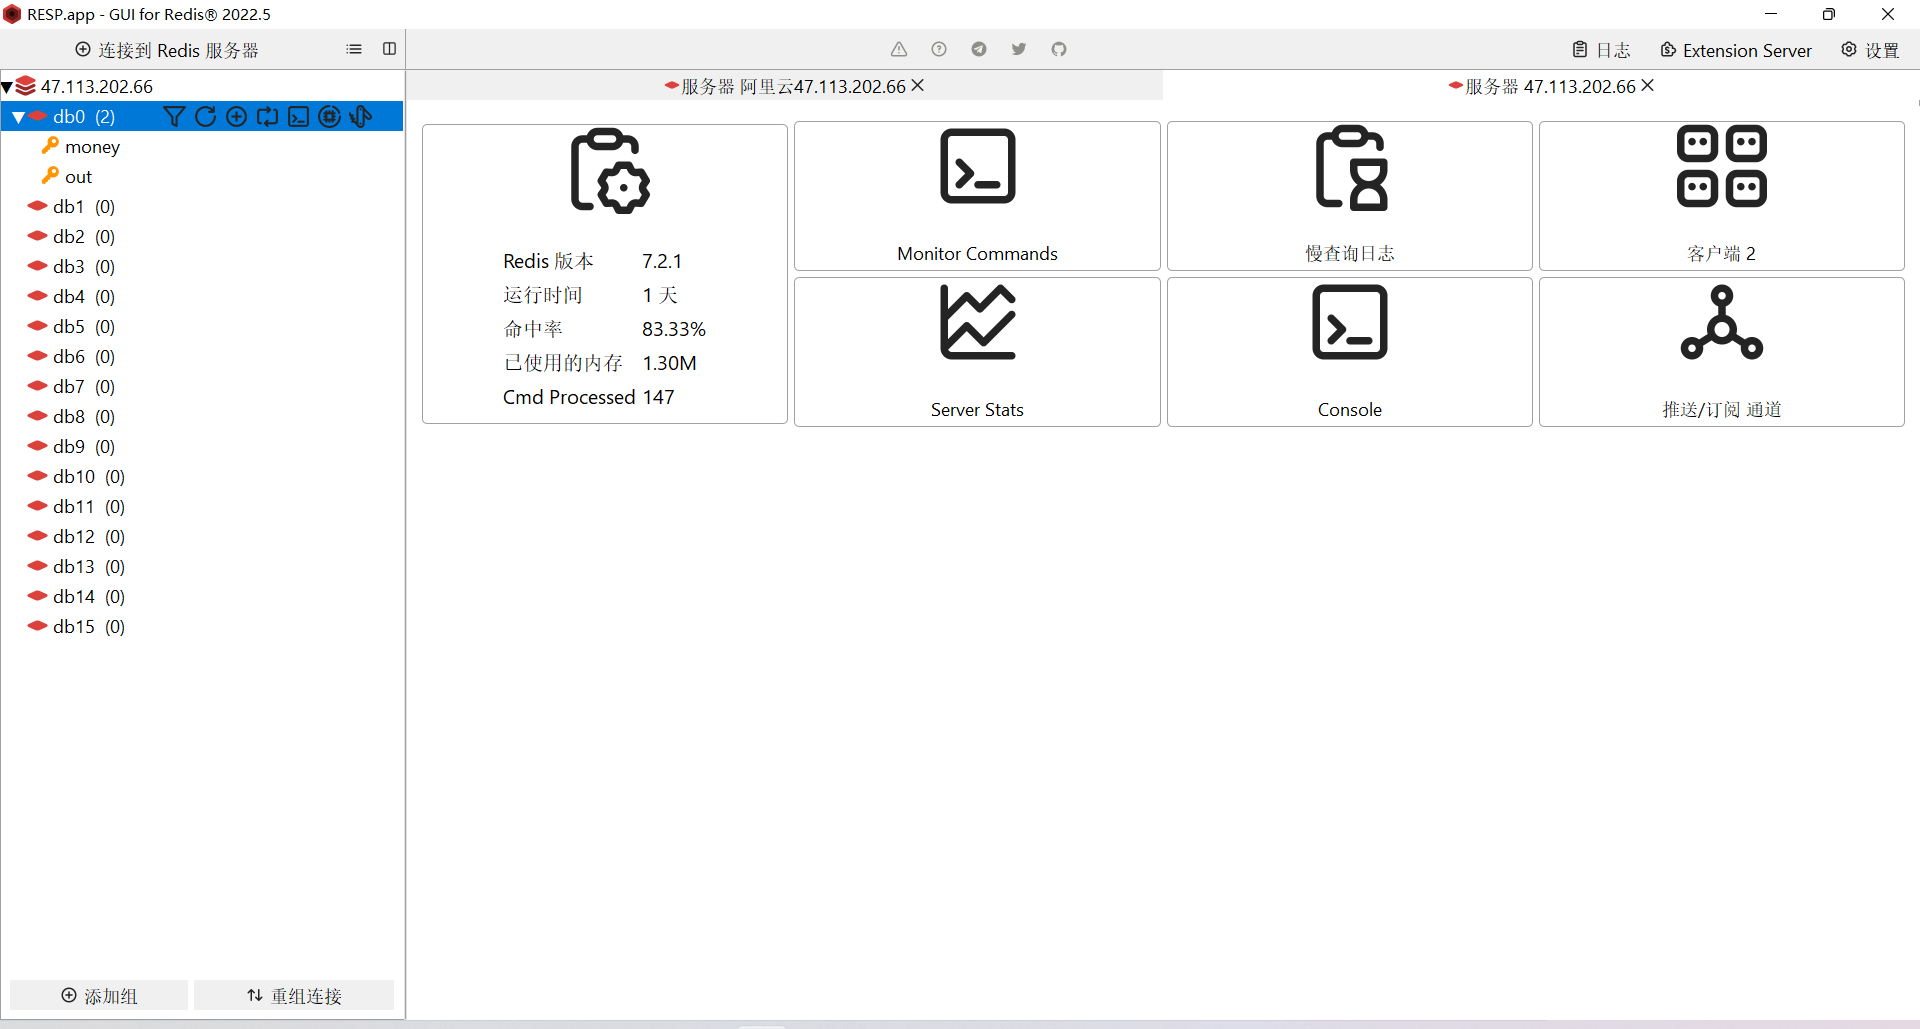 RESP.app - GUI for Redis® 2022.5
连接到 Redis 服务器
日志
Extension Server
设置
47.113.202.66
db0 (2)
money
out
db1 (0)
db2 (0)
db3 (0)
db4 (0)
db5 (0)
db6 (0)
db7 (0)
db8 (0)
db9 (0)
db10 (0)
db11 (0)
db12 (0)
db13 (0)
db14 (0)
db15 (0)
添加组
重组连接
服务器 阿里云47.113.202.66
服务器 47.113.202.66
Redis 版本 7.2.1
运行时间 1 天
命中率 83.33%
已使用的内存 1.30M
Cmd Processed 147
Monitor Commands
慢查询日志
客户端 2
Server Stats
Console
推送/订阅 通道